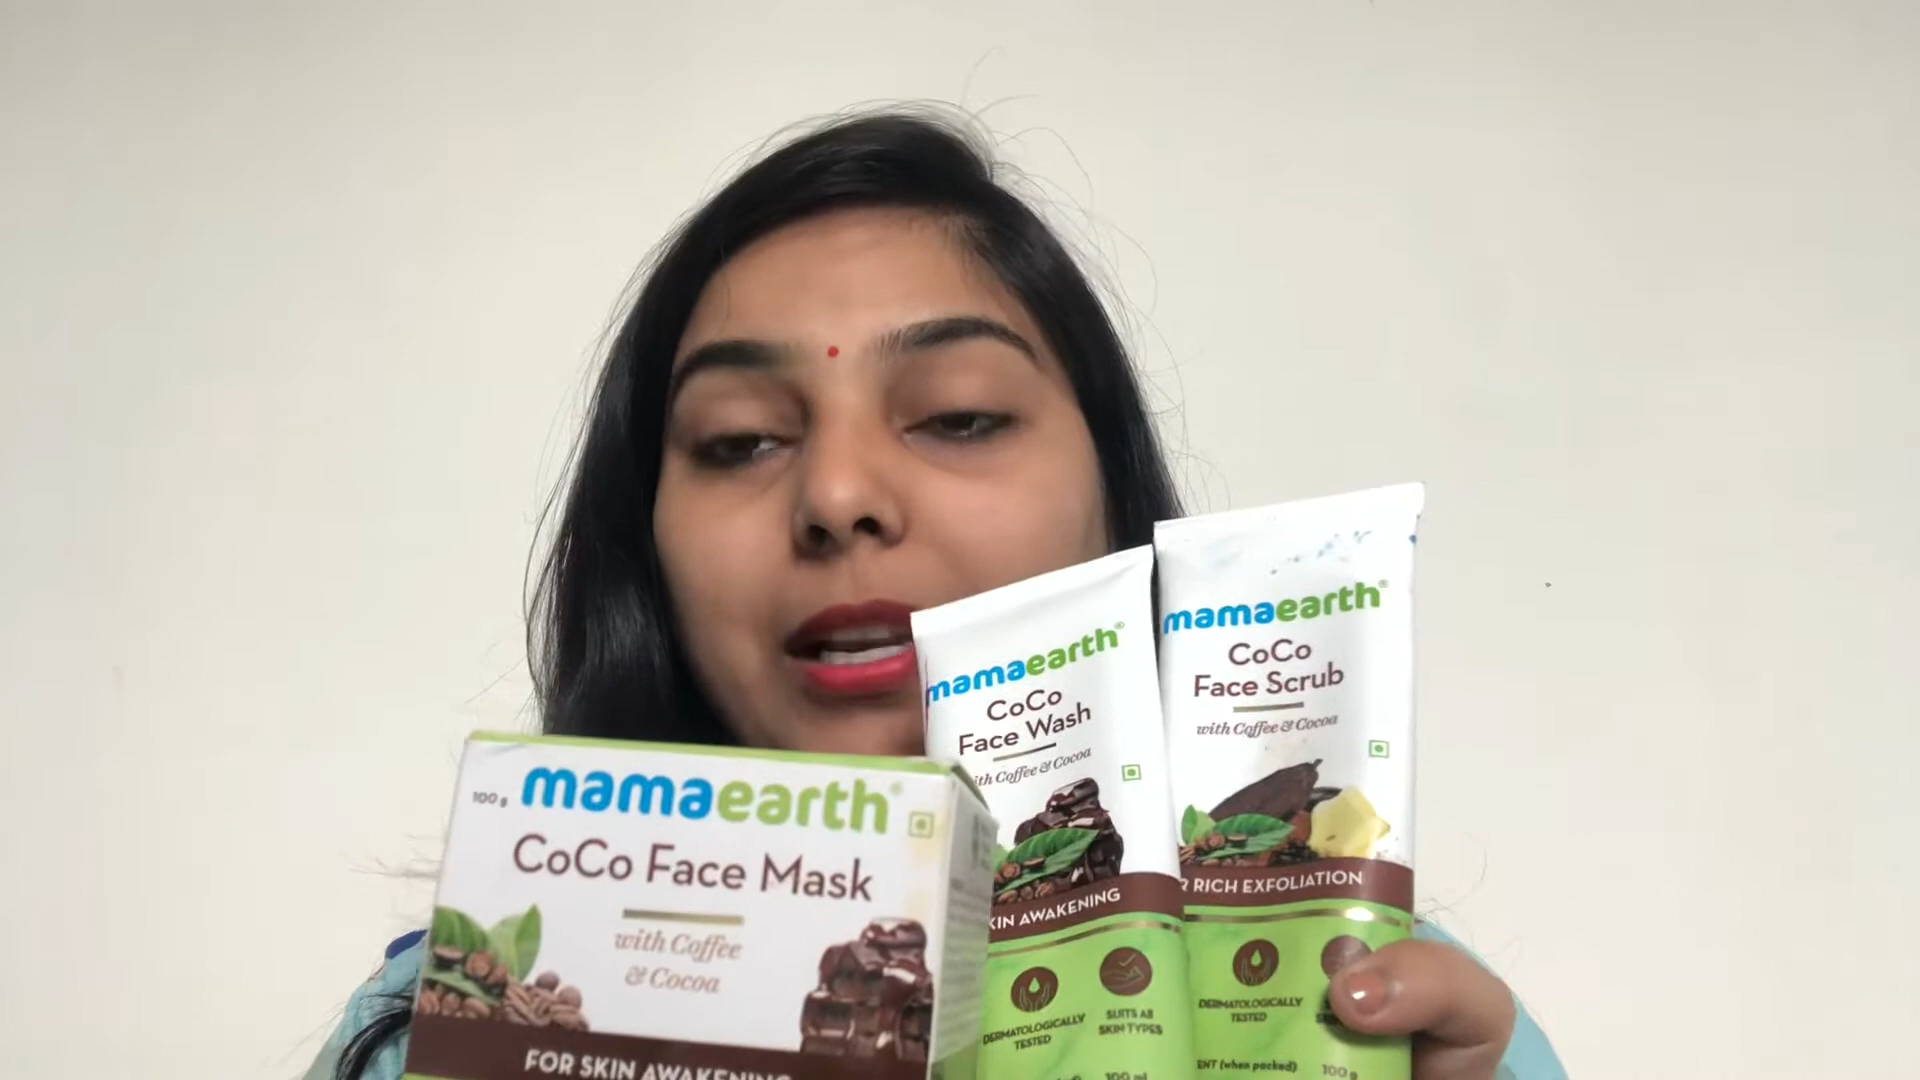 100 g
mamaearth®
CoCo Face Mask
with Coffee
& Cocoa
FOR SKIN AWAKENING
mamaearth®
CoCo
Face Wash
with Coffee & Cocoa
SKIN AWAKENING
DERMATOLOGICALLY
TESTED
SUITS All
SKIN TYPES
100 ml
mamaearth®
CoCo
Face Scrub
with Coffee & Cocoa
RICH EXFOLIATION
DERMATOLOGICALLY
TESTED
(when packed)
100 g